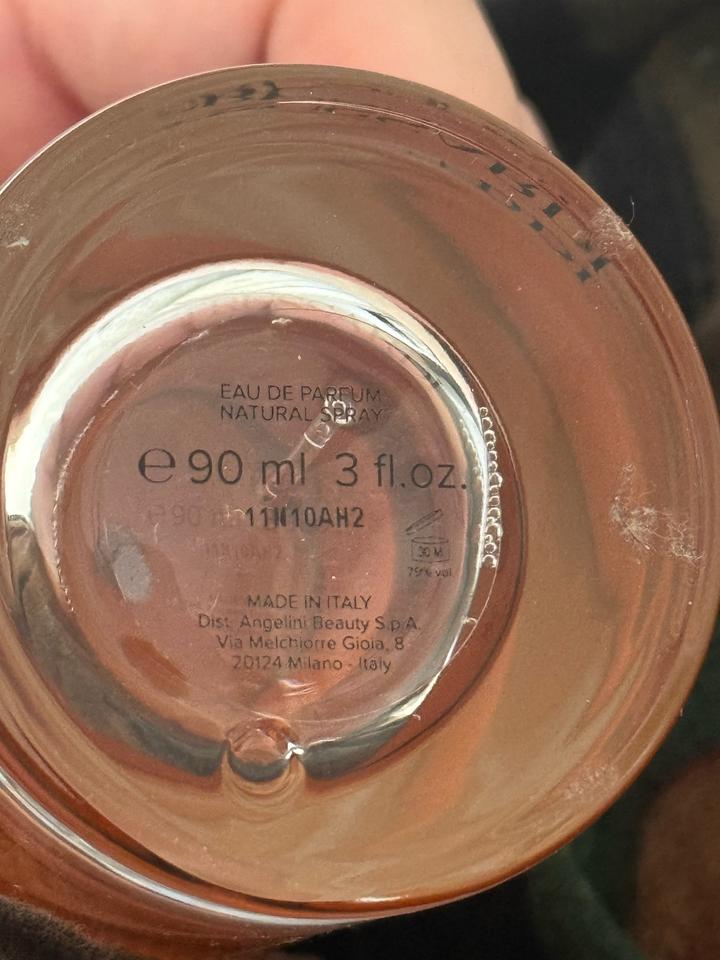 EAU DE PARFUM
NATURAL SPRAY
℮ 90 ml 3 fl.oz.
11N10AH2
30 M
79% vol.
MADE IN ITALY
Dist. Angelini Beauty S.p.A.
Via Melchiorre Gioia, 8
20124 Milano - Italy